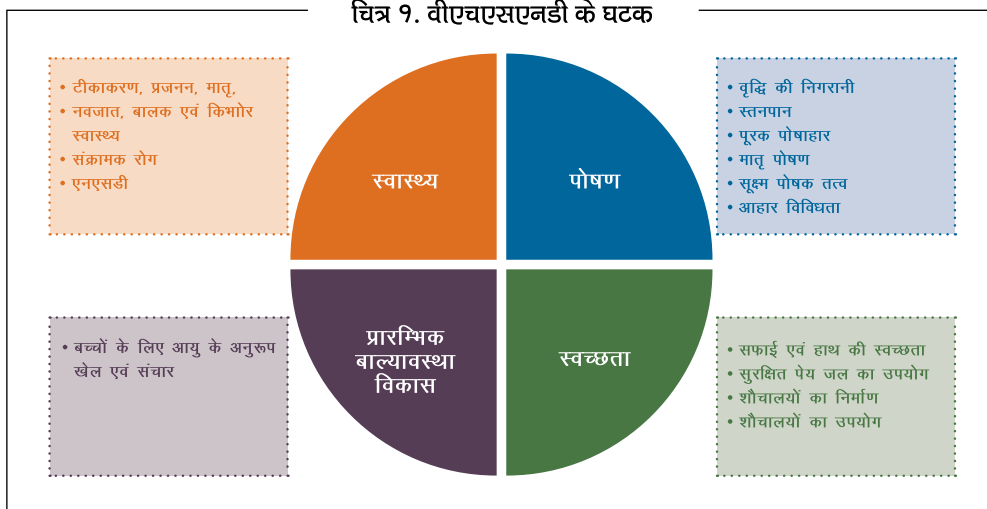 चित्र १. वीएचएसएनडी के घटक
• टीकाकरण, प्रजनन, मातृ,
• नवजात, बालक एवं किभाोर
स्वास्थ्य
• संक्रामक रोग
• एनएसडी
स्वास्थ्य
पोषण
• वृद्धि की निगरानी
• स्तनपान
• पूरक पोषाहार
• मातृ पोषण
• सूक्ष्म पोषक तत्व
• आहार विविधता
• बच्चों के लिए आयु के अनुरूप
खेल एवं संचार
प्रारम्भिक
बाल्यावस्था
विकास
स्वच्छता
• सफाई एवं हाथ की स्वच्छता
• सुरक्षित पेय जल का उपयोग
• शौचालयों का निर्माण
• शौचालयों का उपयोग